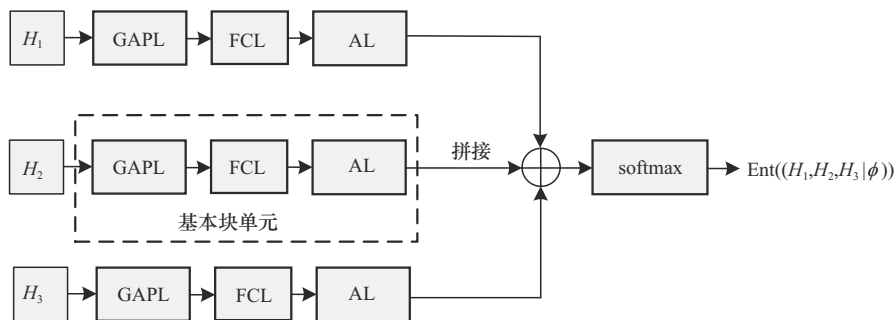 H₁ GAPL FCL AL
H₂ GAPL FCL AL 拼接 softmax Ent((H₁,H₂,H₃|ϕ))
基本块单元
H₃ GAPL FCL AL